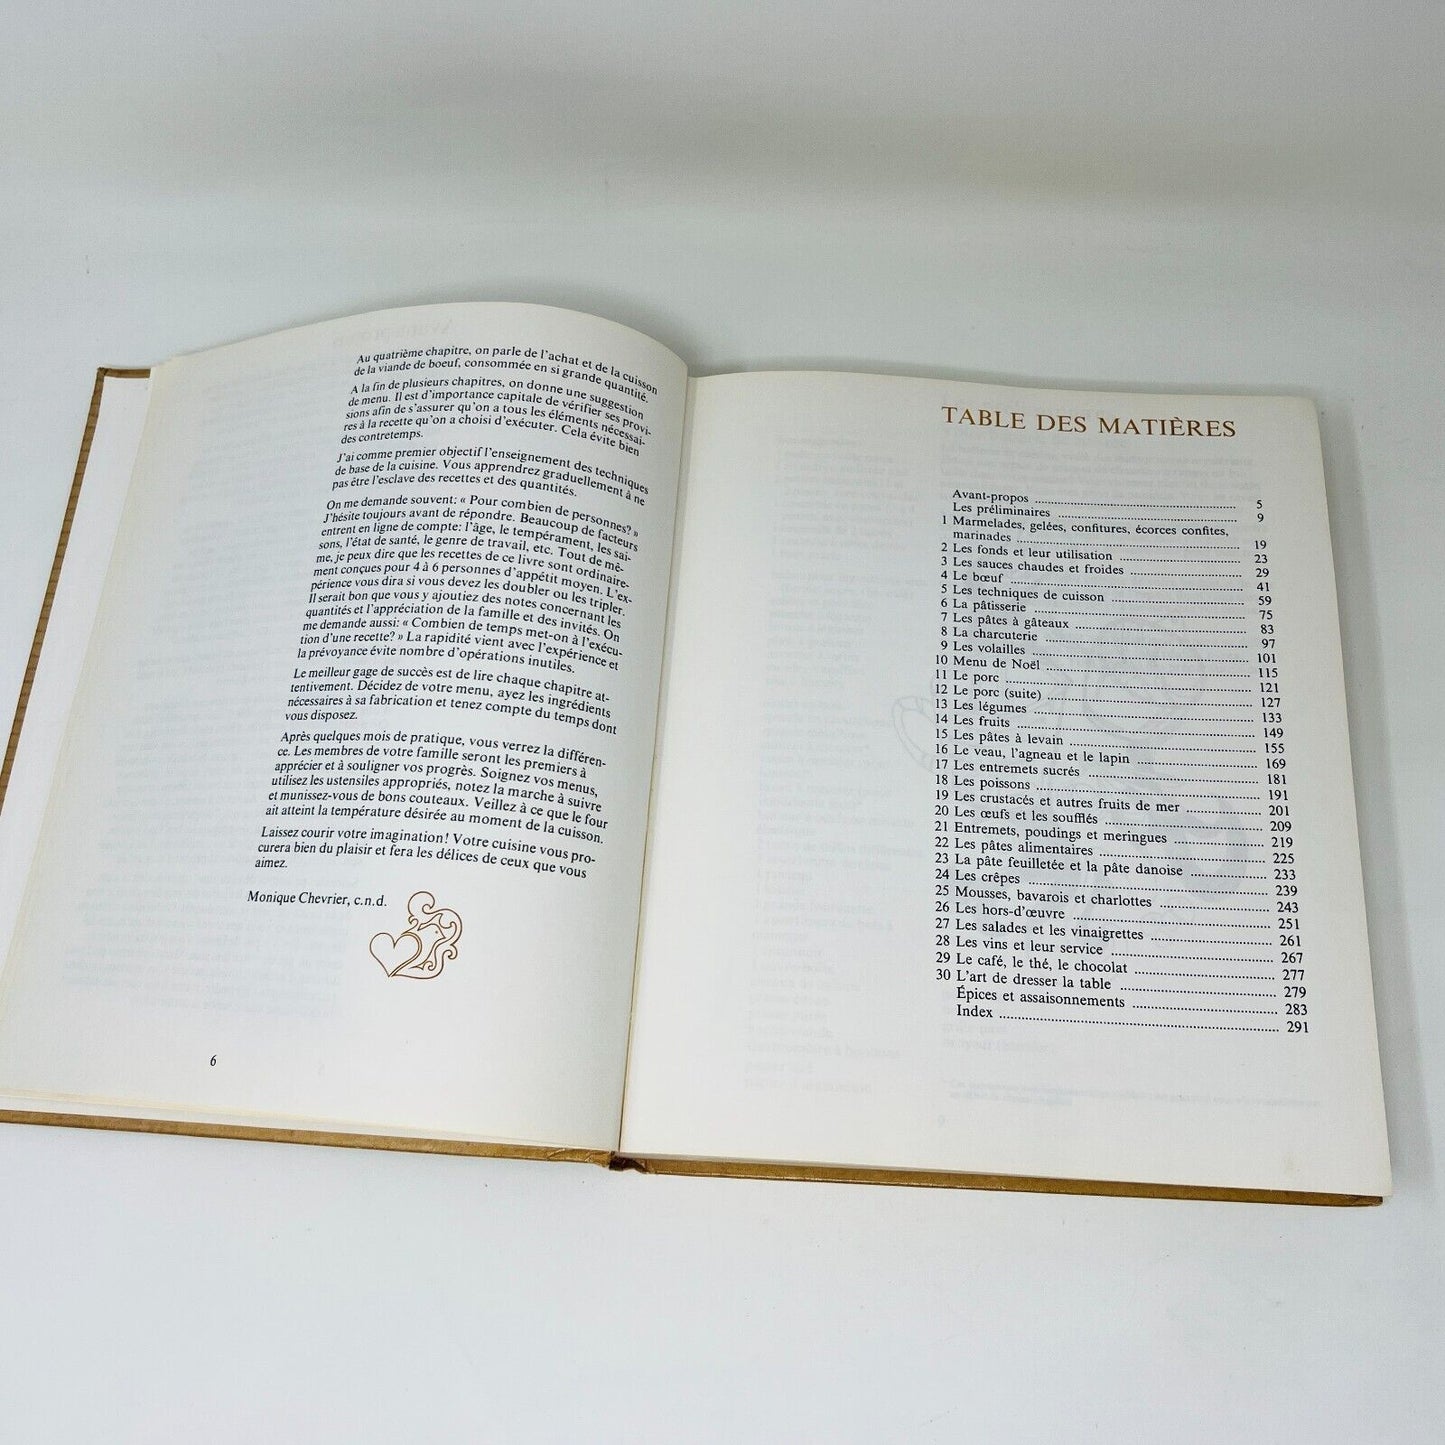 Au quatrième chapitre, on parle de l'achat et de la cuisson
de la viande de boeuf, consommée en si grande quantité.
A la fin de plusieurs chapitres, on donne une suggestion
de menu. Il est d'importance capitale de vérifier ses provi-
sions afin de s'assurer qu'on a tous les éléments nécessai-
res à la recette qu'on a choisi d'exécuter. Cela évite bien
des contretemps.
J'ai comme premier objectif l'enseignement des techniques
de base de la cuisine. Vous apprendrez graduellement à ne
pas être l'esclave des recettes et des quantités.
On me demande souvent: « Pour combien de personnes? »
J'hésite toujours avant de répondre. Beaucoup de facteurs
entrent en ligne de compte: l'âge, le tempérament, les sai-
sons, l'état de santé, le genre de travail, etc. Tout de mê-
me, je peux dire que les recettes de ce livre sont ordinaire-
ment conçues pour 4 à 6 personnes d'appétit moyen. L'ex-
périence vous dira si vous devez les doubler ou les tripler.
Il serait bon que vous y ajoutiez des notes concernant les
quantités et l'appréciation de la famille et des invités. On
me demande aussi: « Combien de temps met-on à l'exécu-
tion d'une recette? » La rapidité vient avec l'expérience et
la prévoyance évite nombre d'opérations inutiles.
Le meilleur gage de succès est de lire chaque chapitre at-
tentivement. Décidez de votre menu, ayez les ingrédients
nécessaires à sa fabrication et tenez compte du temps dont
vous disposez.
Après quelques mois de pratique, vous verrez la différen-
ce. Les membres de votre famille seront les premiers à
apprécier et à souligner vos progrès. Soignez vos menus,
utilisez les ustensiles appropriés, notez la marche à suivre
et munissez-vous de bons couteaux. Veillez à ce que le four
ait atteint la température désirée au moment de la cuisson.
Laissez courir votre imagination! Votre cuisine vous pro-
curera bien du plaisir et fera les délices de ceux que vous
aimez.
Monique Chevrier, c.n.d.
6
TABLE DES MATIÈRES
Avant-propos 5
Les préliminaires 9
1 Marmelades, gelées, confitures, écorces confites,
marinades 19
2 Les fonds et leur utilisation 23
3 Les sauces chaudes et froides 29
4 Le bœuf 41
5 Les techniques de cuisson 59
6 La pâtisserie 75
7 Les pâtes à gâteaux 83
8 La charcuterie 97
9 Les volailles 101
10 Menu de Noël 115
11 Le porc 121
12 Le porc (suite) 127
13 Les légumes 133
14 Les fruits 149
15 Les pâtes à levain 155
16 Le veau, l'agneau et le lapin 169
17 Les entremets sucrés 181
18 Les poissons 191
19 Les crustacés et autres fruits de mer 201
20 Les œufs et les soufflés 209
21 Entremets, poudings et meringues 219
22 Les pâtes alimentaires 225
23 La pâte feuilletée et la pâte danoise 233
24 Les crêpes 239
25 Mousses, bavarois et charlottes 243
26 Les hors-d'œuvre 251
27 Les salades et les vinaigrettes 261
28 Les vins et leur service 267
29 Le café, le thé, le chocolat 277
30 L'art de dresser la table 279
Épices et assaisonnements 283
Index 291